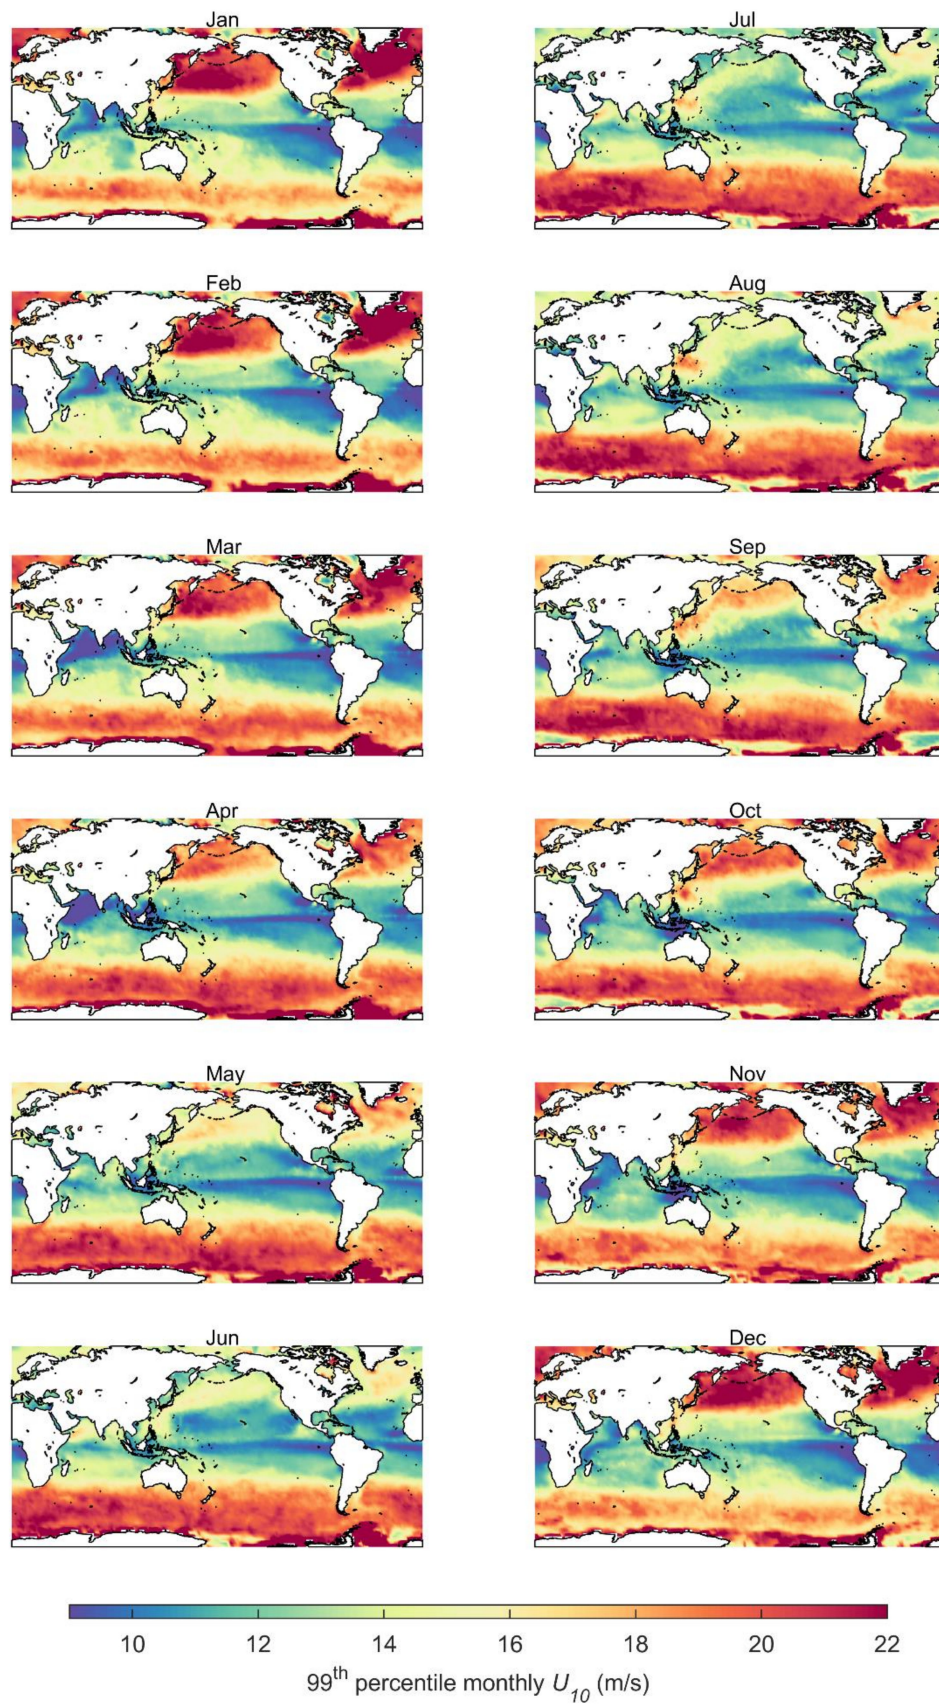 Jan Jul
Feb Aug
Mar Sep
Apr Oct
May Nov
Jun Dec
10 12 14 16 18 20 22
99th percentile monthly U10 (m/s)